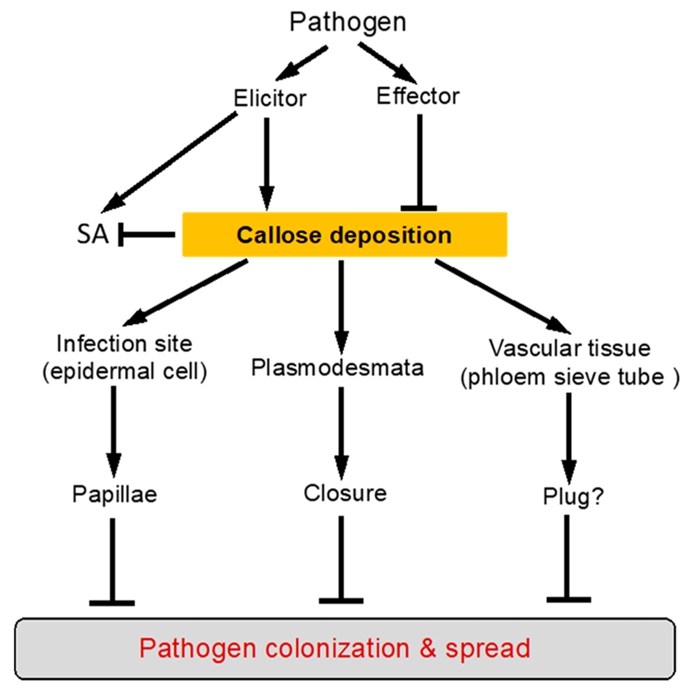 Pathogen
Elicitor
Effector
SA
Callose deposition
Infection site
(epidermal cell)
Plasmodesmata
Vascular tissue
(phloem sieve tube )
Papillae
Closure
Plug?
Pathogen colonization & spread